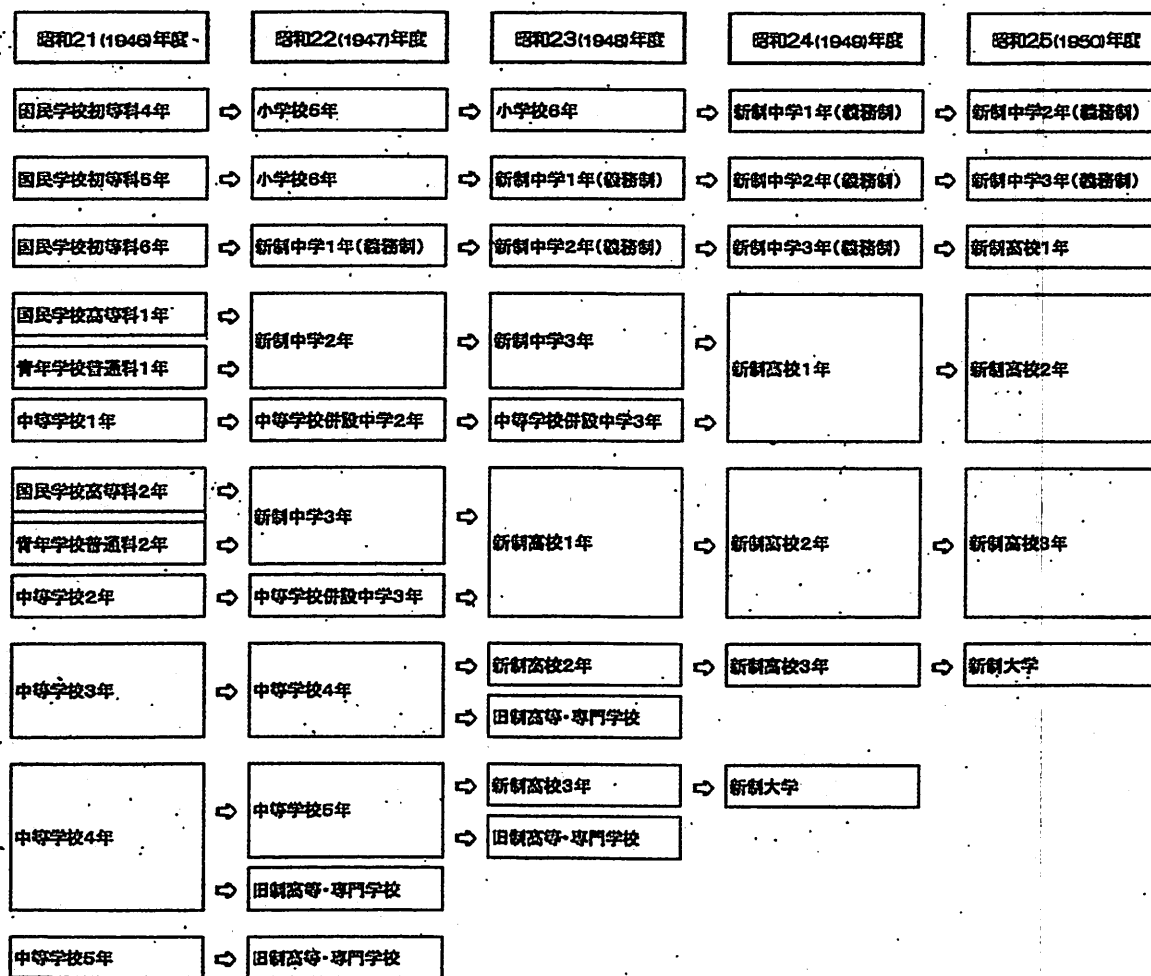 昭和21(1946)年度
昭和22(1947)年度
昭和23(1948)年度
昭和24(1949)年度
昭和25(1950)年度
国民学校初等科4年 ⇨ 小学校5年 ⇨ 小学校6年 ⇨ 新制中学1年(義務制) ⇨ 新制中学2年(義務制)
国民学校初等科5年 ⇨ 小学校6年 ⇨ 新制中学1年(義務制) ⇨ 新制中学2年(義務制) ⇨ 新制中学3年(義務制)
国民学校初等科6年 ⇨ 新制中学1年(義務制) ⇨ 新制中学2年(義務制) ⇨ 新制中学3年(義務制) ⇨ 新制高校1年
国民学校高等科1年 ⇨
青年学校普通科1年 ⇨
新制中学2年 ⇨ 新制中学3年 ⇨
中等学校1年 ⇨ 中等学校併設中学2年 ⇨ 中等学校併設中学3年 ⇨
新制高校1年 ⇨ 新制高校2年
国民学校高等科2年 ⇨
青年学校普通科2年 ⇨
新制中学3年 ⇨
中等学校2年 ⇨ 中等学校併設中学3年 ⇨
新制高校1年 ⇨ 新制高校2年 ⇨ 新制高校3年
中等学校3年 ⇨ 中等学校4年
⇨ 新制高校2年 ⇨ 新制高校3年 ⇨ 新制大学
⇨ 旧制高等・専門学校
中等学校4年
⇨ 中等学校5年
⇨ 新制高校3年 ⇨ 新制大学
⇨ 旧制高等・専門学校
⇨ 旧制高等・専門学校
中等学校5年 ⇨ 旧制高等・専門学校